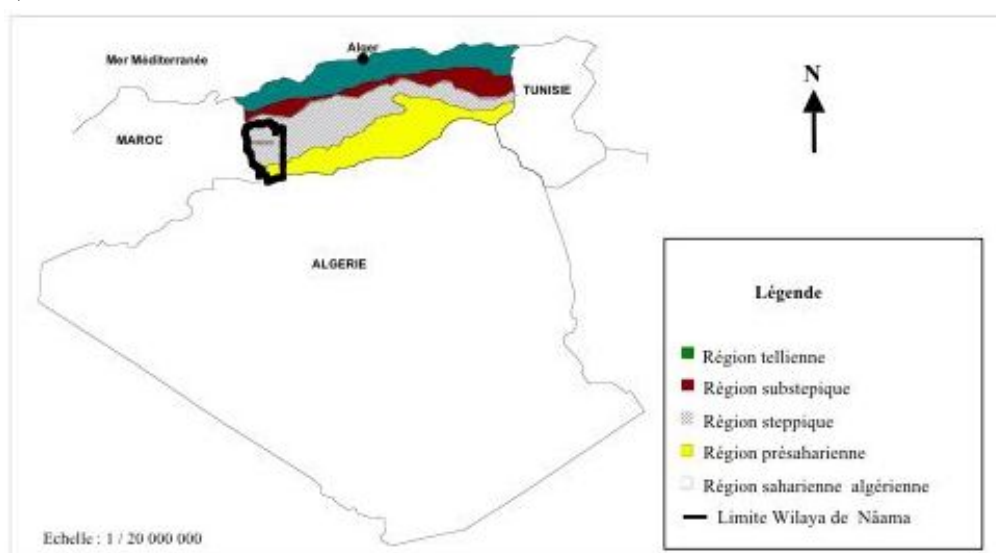 Alger
Mer Méditerranée
TUNISIE
N
MAROC
ALGERIE
Légende
Région tellienne
Région substepique
Région steppique
Région présaharienne
Région saharienne algérienne
Limite Wilaya de Nâama
Echelle : 1 / 20 000 000